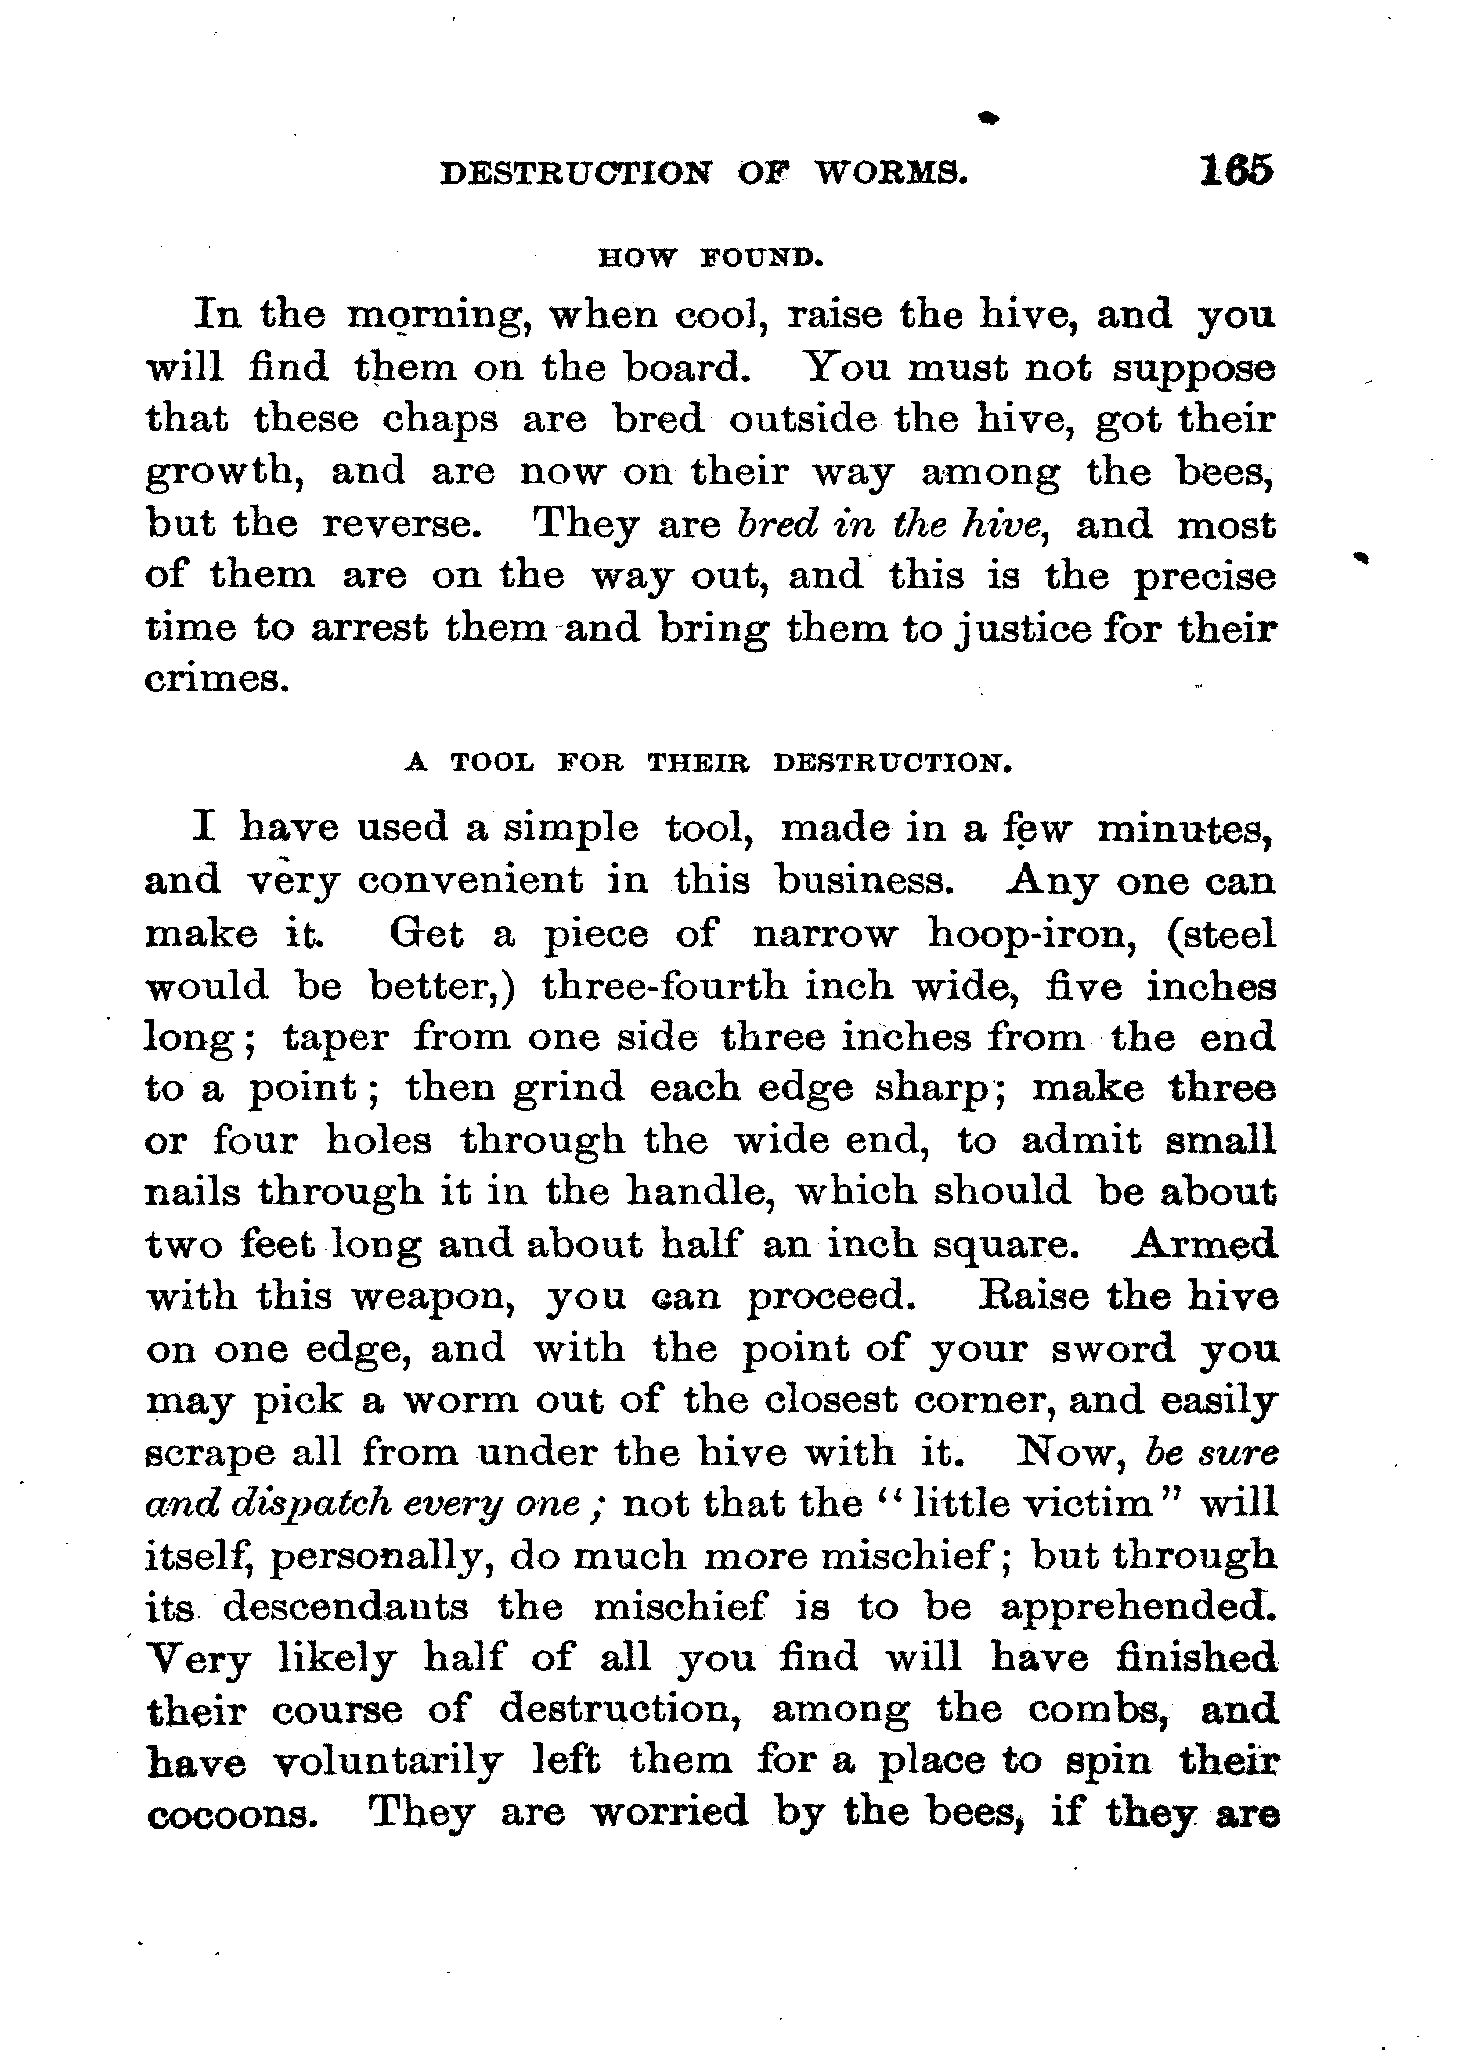 DESTRUCTION OF WORMS. 165
HOW FOUND.
In the morning, when cool, raise the hive, and you
will find them on the board. You must not suppose
that these chaps are bred outside the hive, got their
growth, and are now on their way among the bees,
but the reverse. They are bred in the hive, and most
of them are on the way out, and this is the precise
time to arrest them and bring them to justice for their
crimes.
A TOOL FOR THEIR DESTRUCTION.
I have used a simple tool, made in a few minutes,
and very convenient in this business. Any one can
make it. Get a piece of narrow hoop-iron, (steel
would be better,) three-fourth inch wide, five inches
long; taper from one side three inches from the end
to a point; then grind each edge sharp; make three
or four holes through the wide end, to admit small
nails through it in the handle, which should be about
two feet long and about half an inch square. Armed
with this weapon, you can proceed. Raise the hive
on one edge, and with the point of your sword you
may pick a worm out of the closest corner, and easily
scrape all from under the hive with it. Now, be sure
and dispatch every one; not that the "little victim" will
itself, personally, do much more mischief; but through
its descendants the mischief is to be apprehended.
Very likely half of all you find will have finished
their course of destruction, among the combs, and
have voluntarily left them for a place to spin their
cocoons. They are worried by the bees, if they are